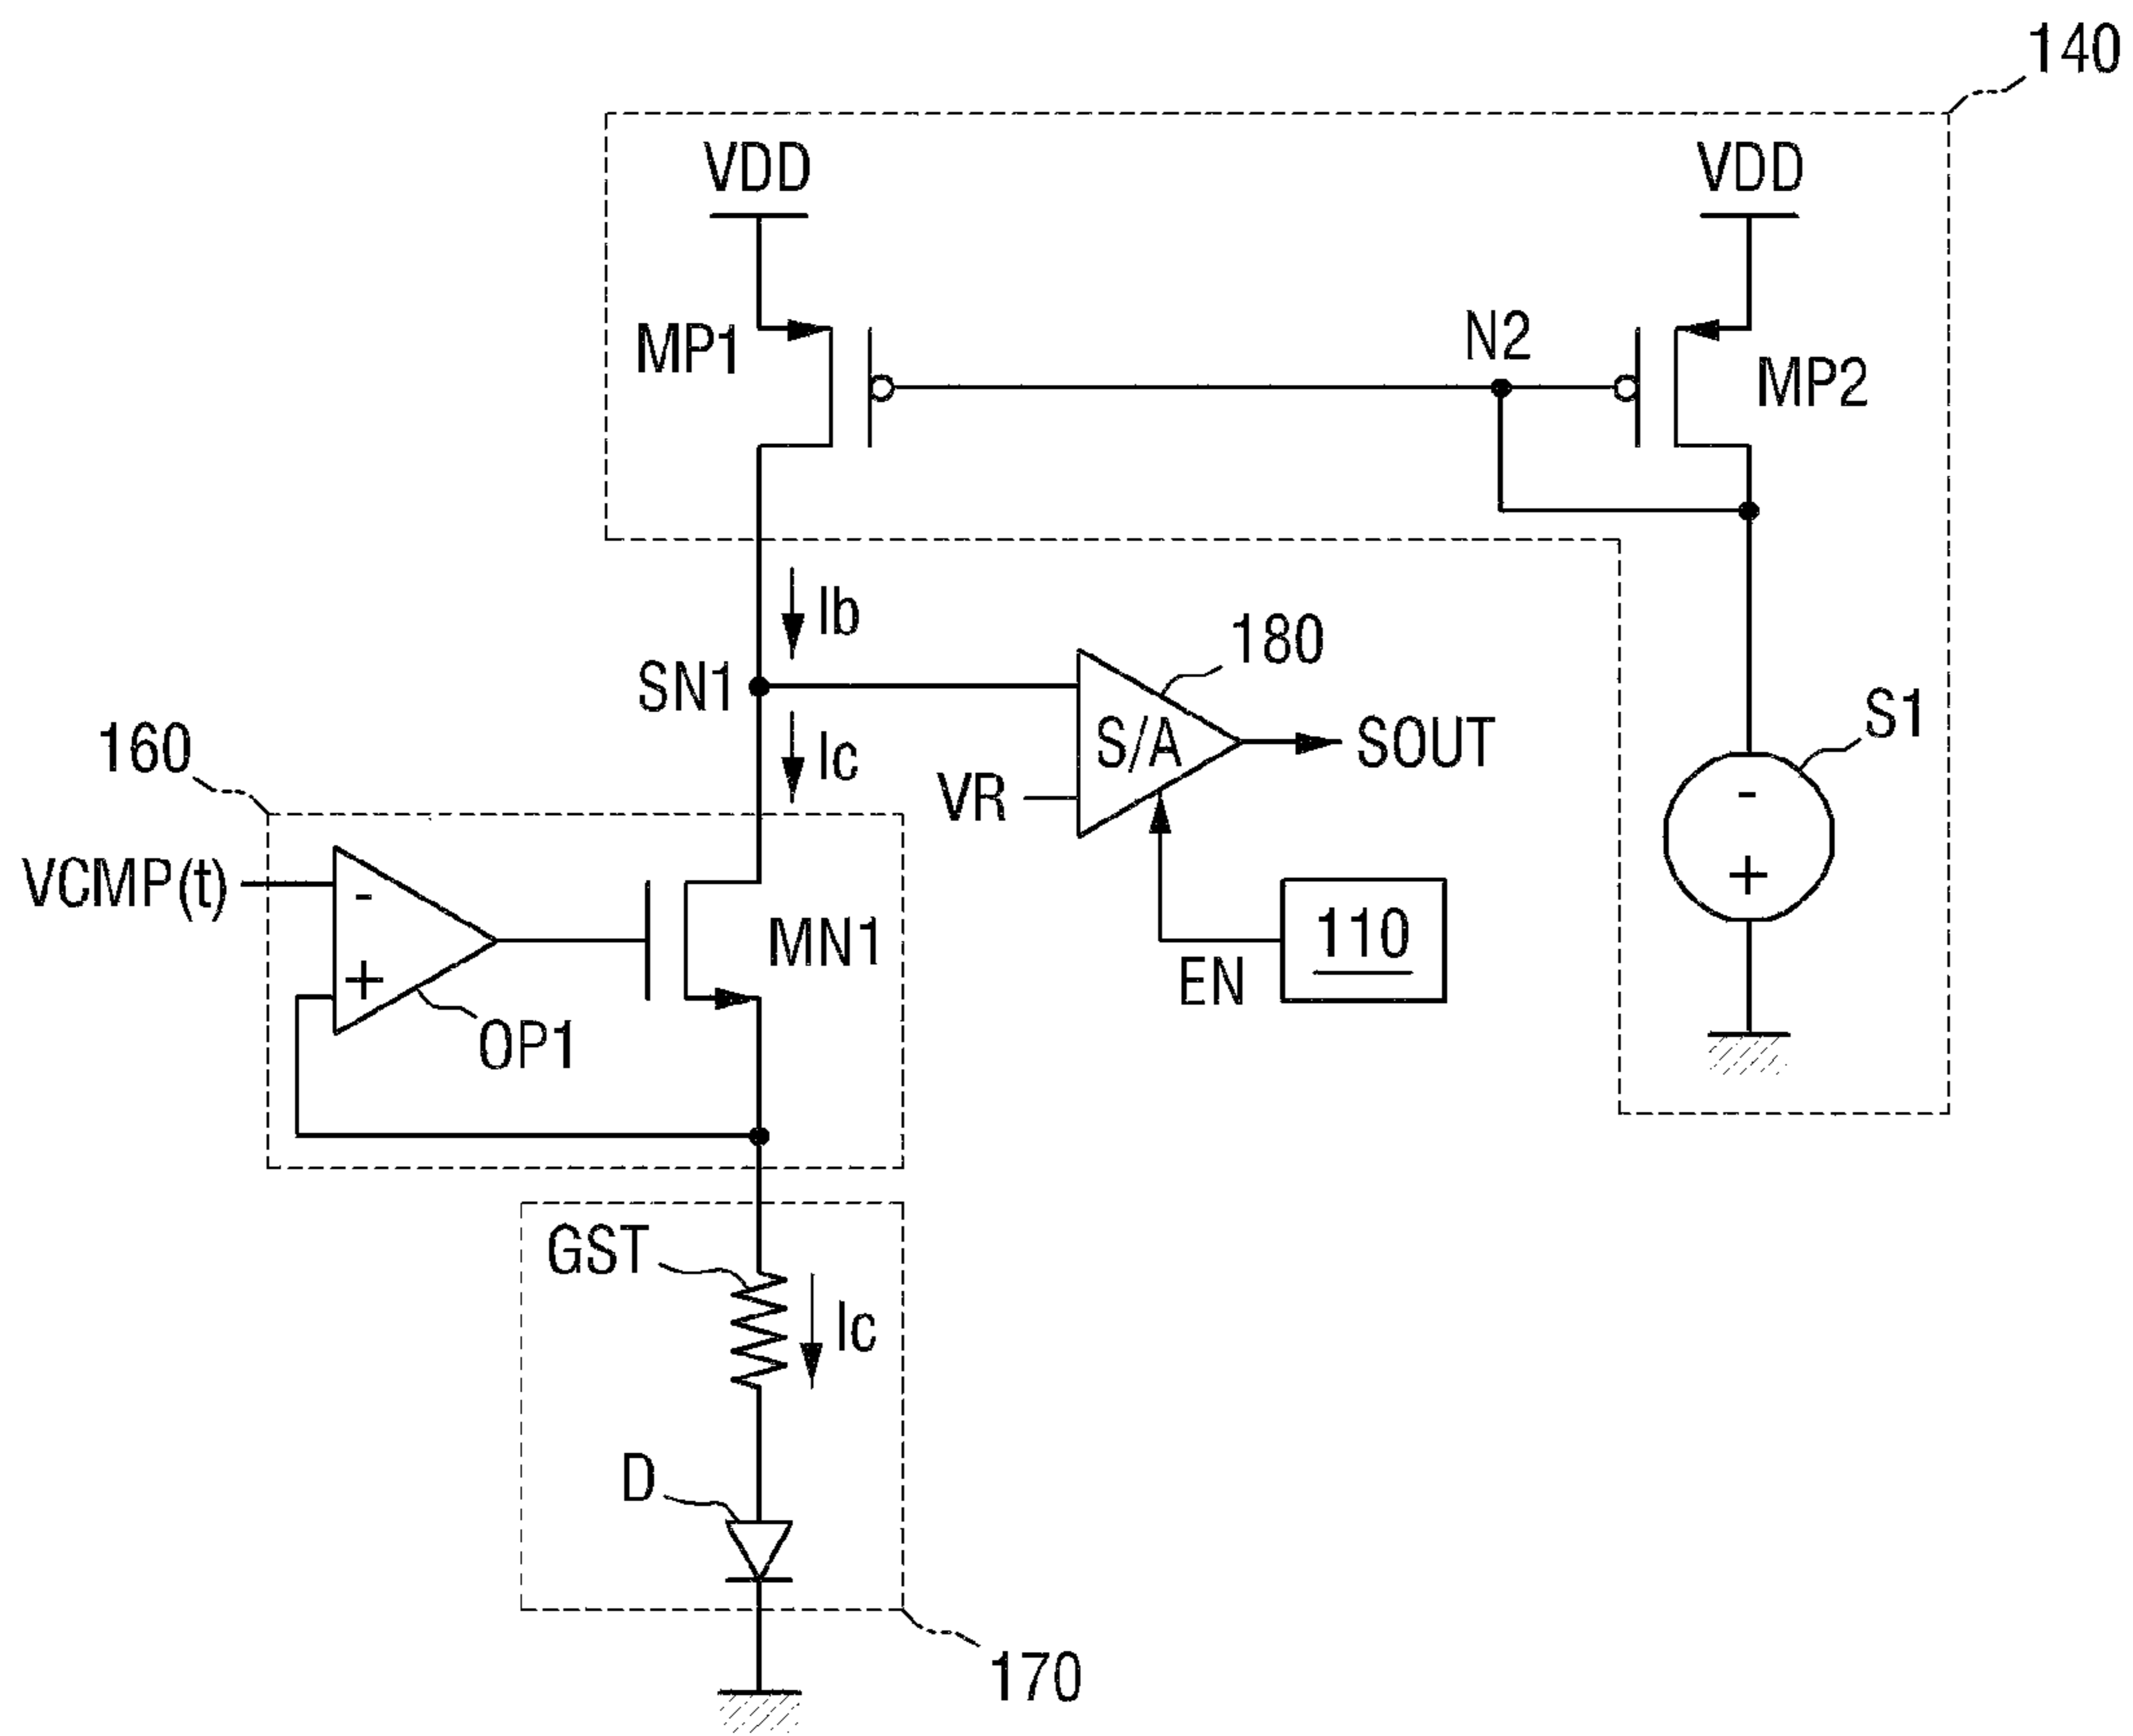 140
VDD
VDD
MP1
N2
MP2
Ib
SN1
180
S1
160
Ic
S/A
SOUT
VR
-
VCMP(t)
-
+
MN1
110
+
EN
OP1
GST
Ic
D
170